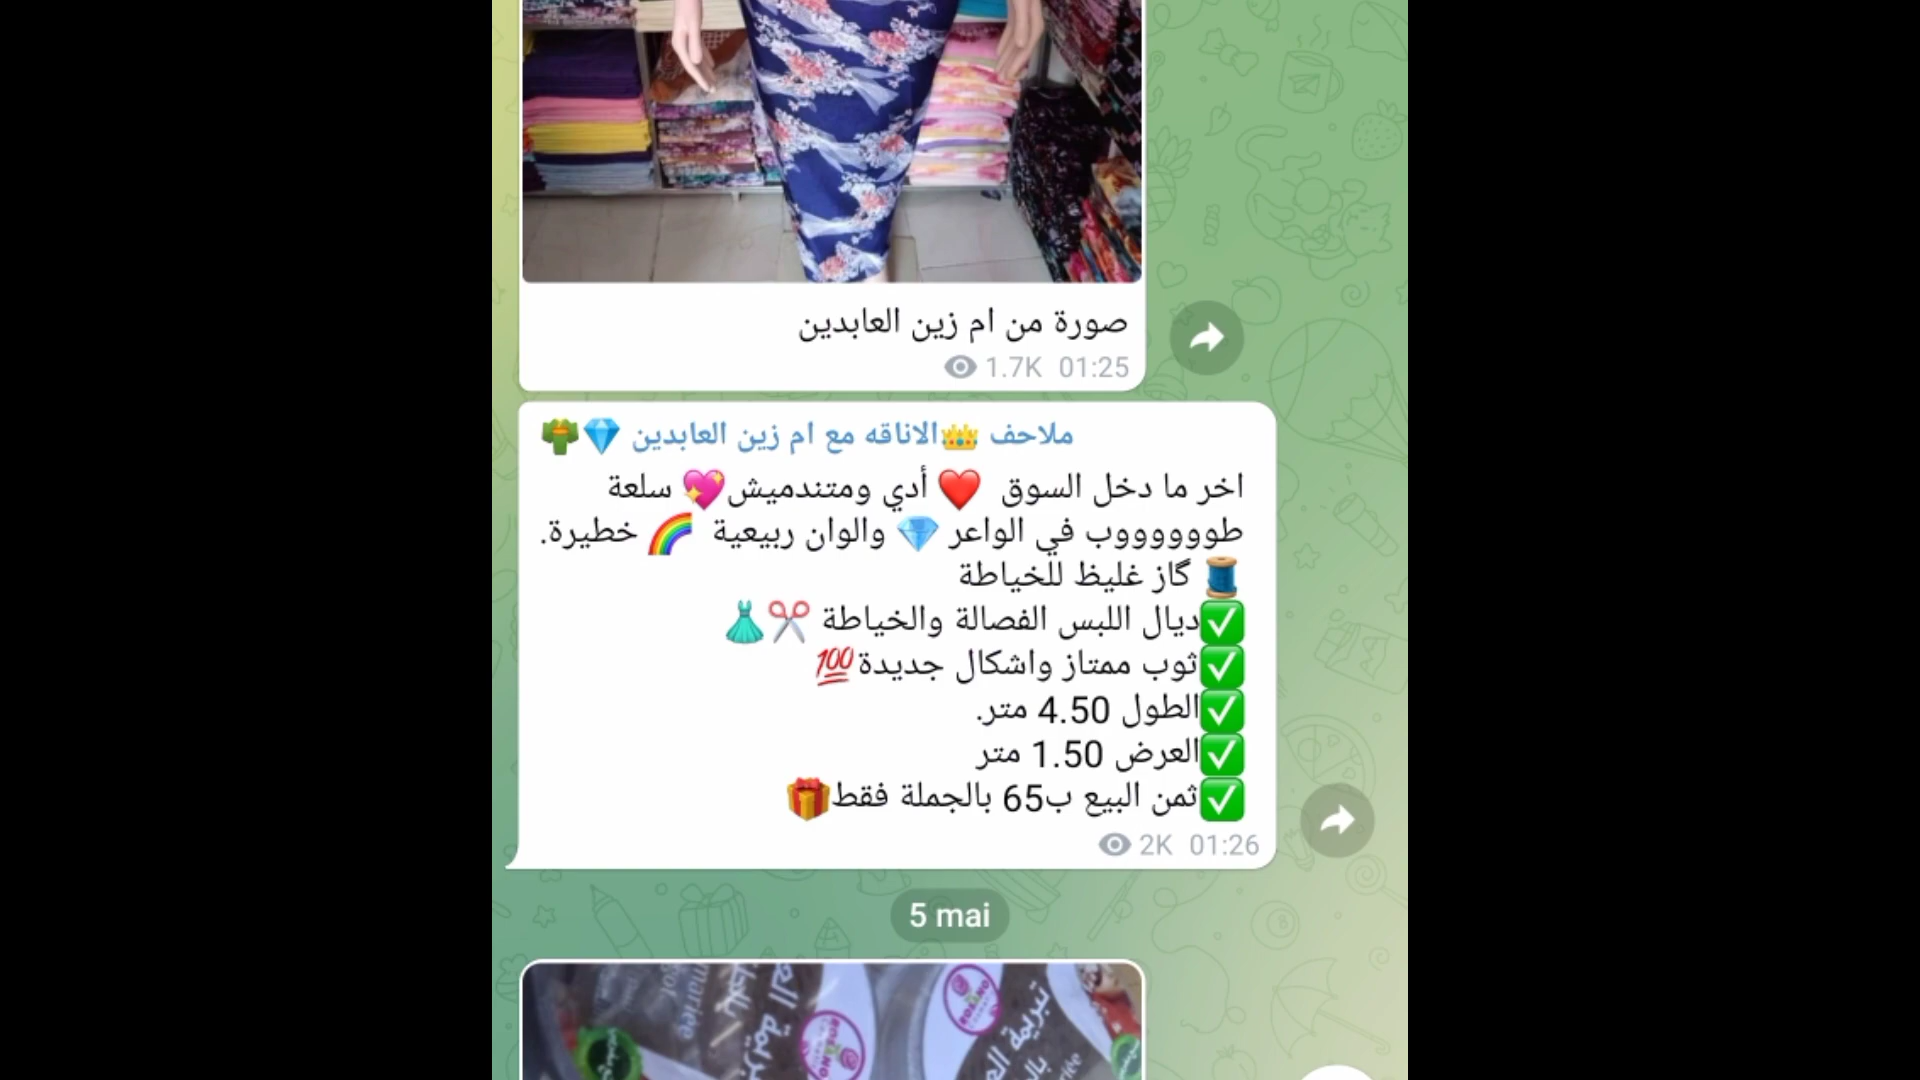 صورة من ام زين العابدين
1.7K 01:25
ملاحف 👑الاناقه مع ام زين العابدين 💎🥋
اخر ما دخل السوق ❤️ أدي ومتندميش💖 سلعة
طووووووب في الواعر 💎 والوان ربيعية 🌈 خطيرة.
🧵 گاز غليظ للخياطة
✅ديال اللبس الفصالة والخياطة ✂️👗
✅ثوب ممتاز واشكال جديدة💯
✅الطول 4.50 متر.
✅العرض 1.50 متر
✅ثمن البيع ب65 بالجملة فقط🎁
2K 01:26
5 mai
mariée
ROSANO
ROSANO